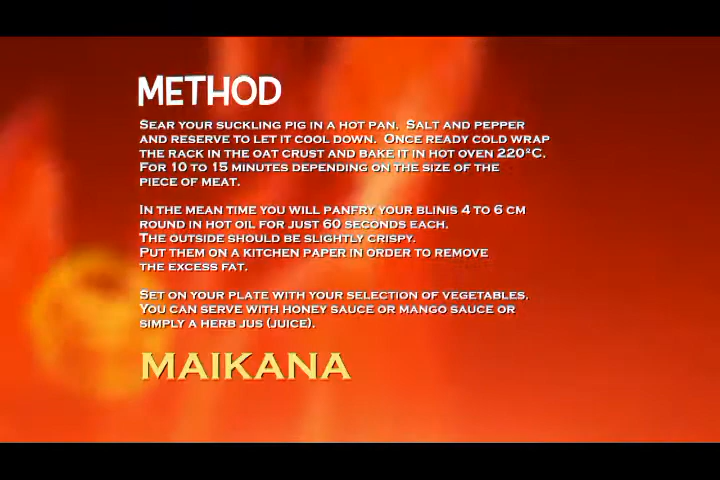 METHOD
SEAR YOUR SUCKLING PIG IN A HOT PAN. SALT AND PEPPER
AND RESERVE TO LET IT COOL DOWN. ONCE READY COLD WRAP
THE RACK IN THE OAT CRUST AND BAKE IT IN HOT OVEN 220ºC.
FOR 10 TO 15 MINUTES DEPENDING ON THE SIZE OF THE
PIECE OF MEAT.
IN THE MEAN TIME YOU WILL PANFRY YOUR BLINIS 4 TO 6 CM
ROUND IN HOT OIL FOR JUST 60 SECONDS EACH.
THE OUTSIDE SHOULD BE SLIGHTLY CRISPY.
PUT THEM ON A KITCHEN PAPER IN ORDER TO REMOVE
THE EXCESS FAT.
SET ON YOUR PLATE WITH YOUR SELECTION OF VEGETABLES,
YOU CAN SERVE WITH HONEY SAUCE OR MANGO SAUCE OR
SIMPLY A HERB JUS (JUICE).
MAIKANA